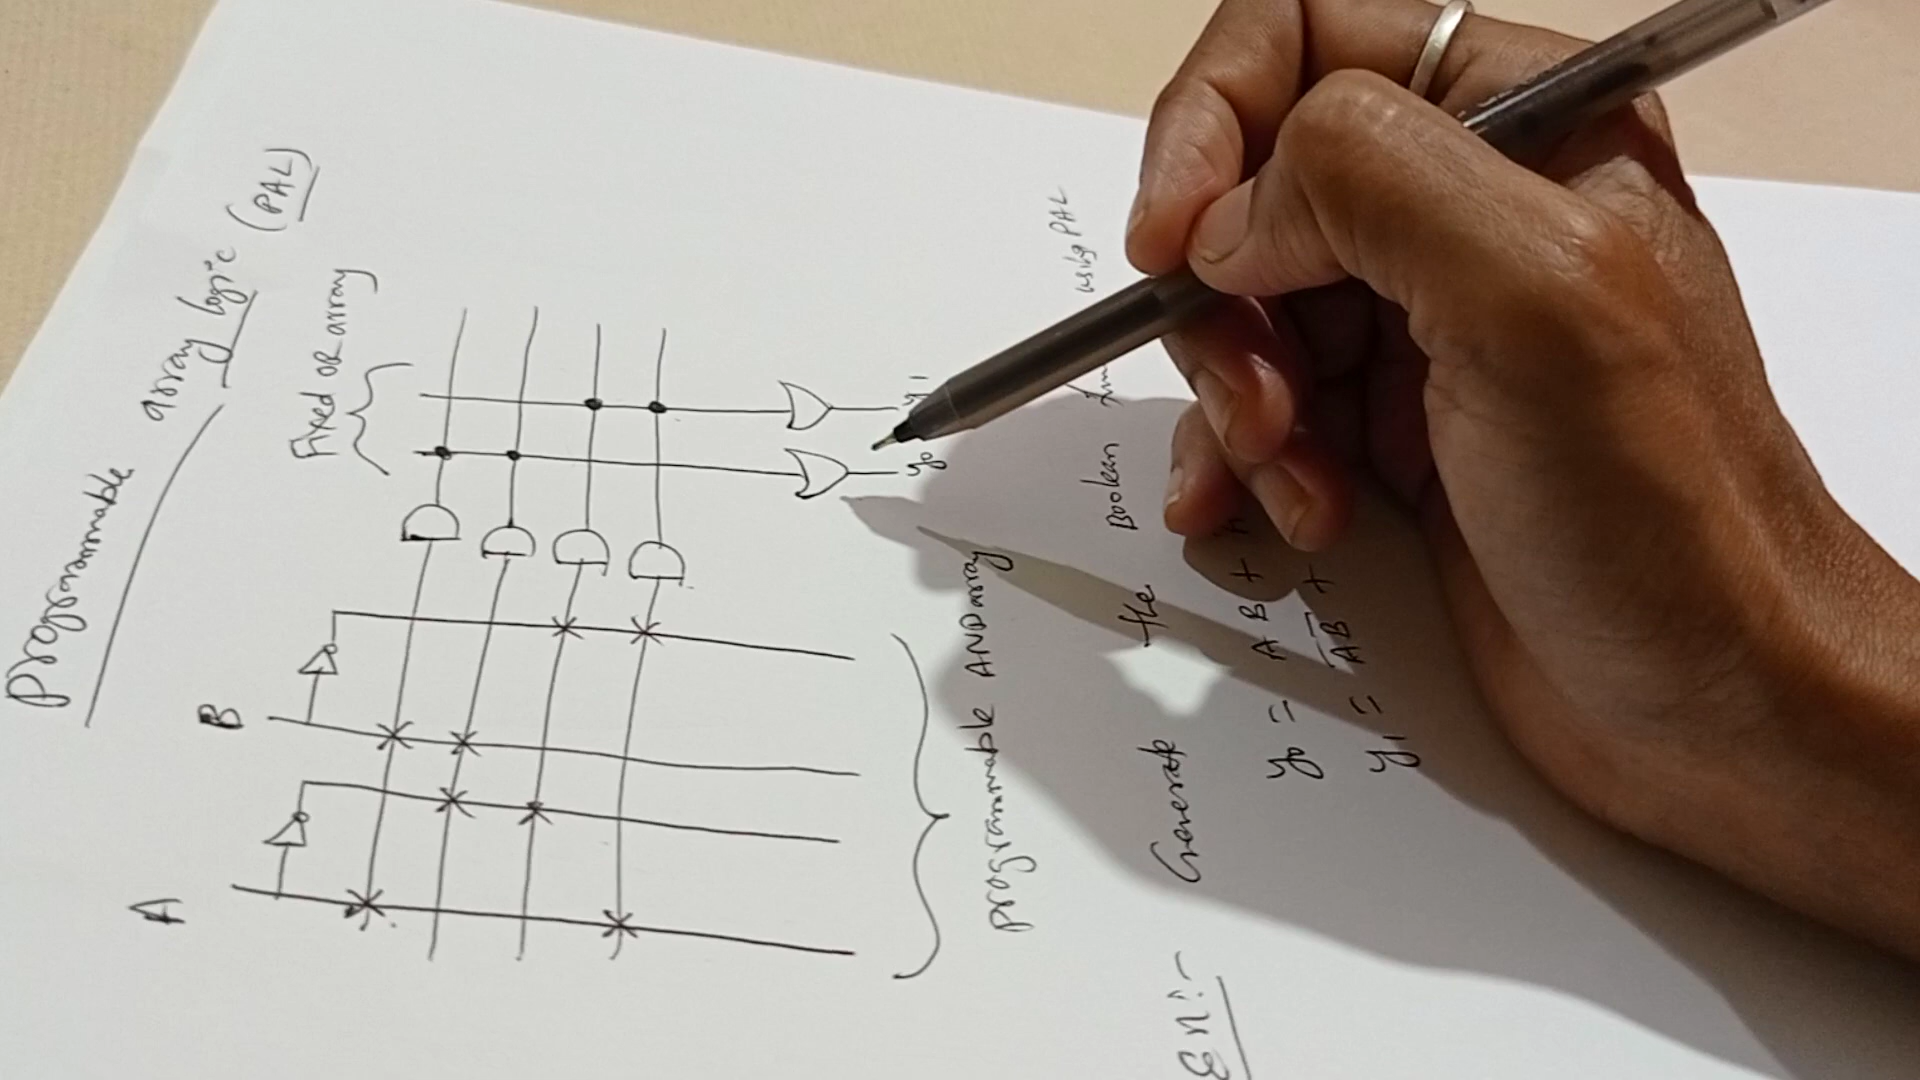 Programmable array logic (PAL)
Fixed OR array
B
A
y1
y0
programmable AND array
En:- Generate the Boolean using PAL
y0 = AB +
y1 = A̅B̅ +